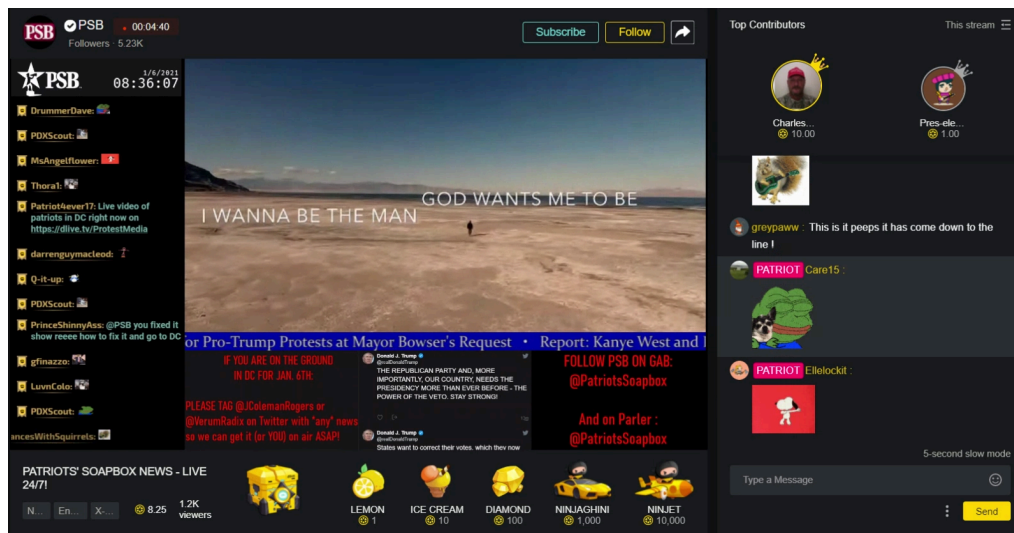 PSB
PSB
00:04:40
Followers · 5.23K
Subscribe
Follow
PSB
1/6/2021
08:36:07
DrummerDave:
PDXScout:
MsAngelflower:
Thora1:
Patriot4ever17: Live video of
patriots in DC right now on
https://dlive.tv/ProtestMedia
darrenguymacleod:
Q-it-up:
PDXScout:
PrinceShinnyAss: @PSB you fixed it
show reeee how to fix it and go to DC
gfinazzo:
LuvnColo:
PDXScout:
ancesWithSquirrels:
I WANNA BE THE MAN
GOD WANTS ME TO BE
or Pro-Trump Protests at Mayor Bowser's Request • Report: Kanye West and
IF YOU ARE ON THE GROUND
IN DC FOR JAN. 6TH:
PLEASE TAG @JColemanRogers or
@VerumRadix on Twitter with "any" news
so we can get it (or YOU) on air ASAP!
Donald J. Trump
@realDonaldTrump
THE REPUBLICAN PARTY AND, MORE
IMPORTANTLY, OUR COUNTRY, NEEDS THE
PRESIDENCY MORE THAN EVER BEFORE - THE
POWER OF THE VETO. STAY STRONG!
Donald J. Trump
@realDonaldTrump
States want to correct their votes, which they now
FOLLOW PSB ON GAB:
@PatriotsSoapbox
And on Parler :
@PatriotsSoapbox
PATRIOTS' SOAPBOX NEWS - LIVE
24/7!
N...
En...
X-...
8.25
1.2K
viewers
LEMON
1
ICE CREAM
10
DIAMOND
100
NINJAGHINI
1,000
NINJET
10,000
Top Contributors
This stream
Charles...
10.00
Pres-ele...
1.00
greypaww : This is it peeps it has come down to the
line !
PATRIOT Care15 :
PATRIOT Ellelockit :
5-second slow mode
Type a Message
Send